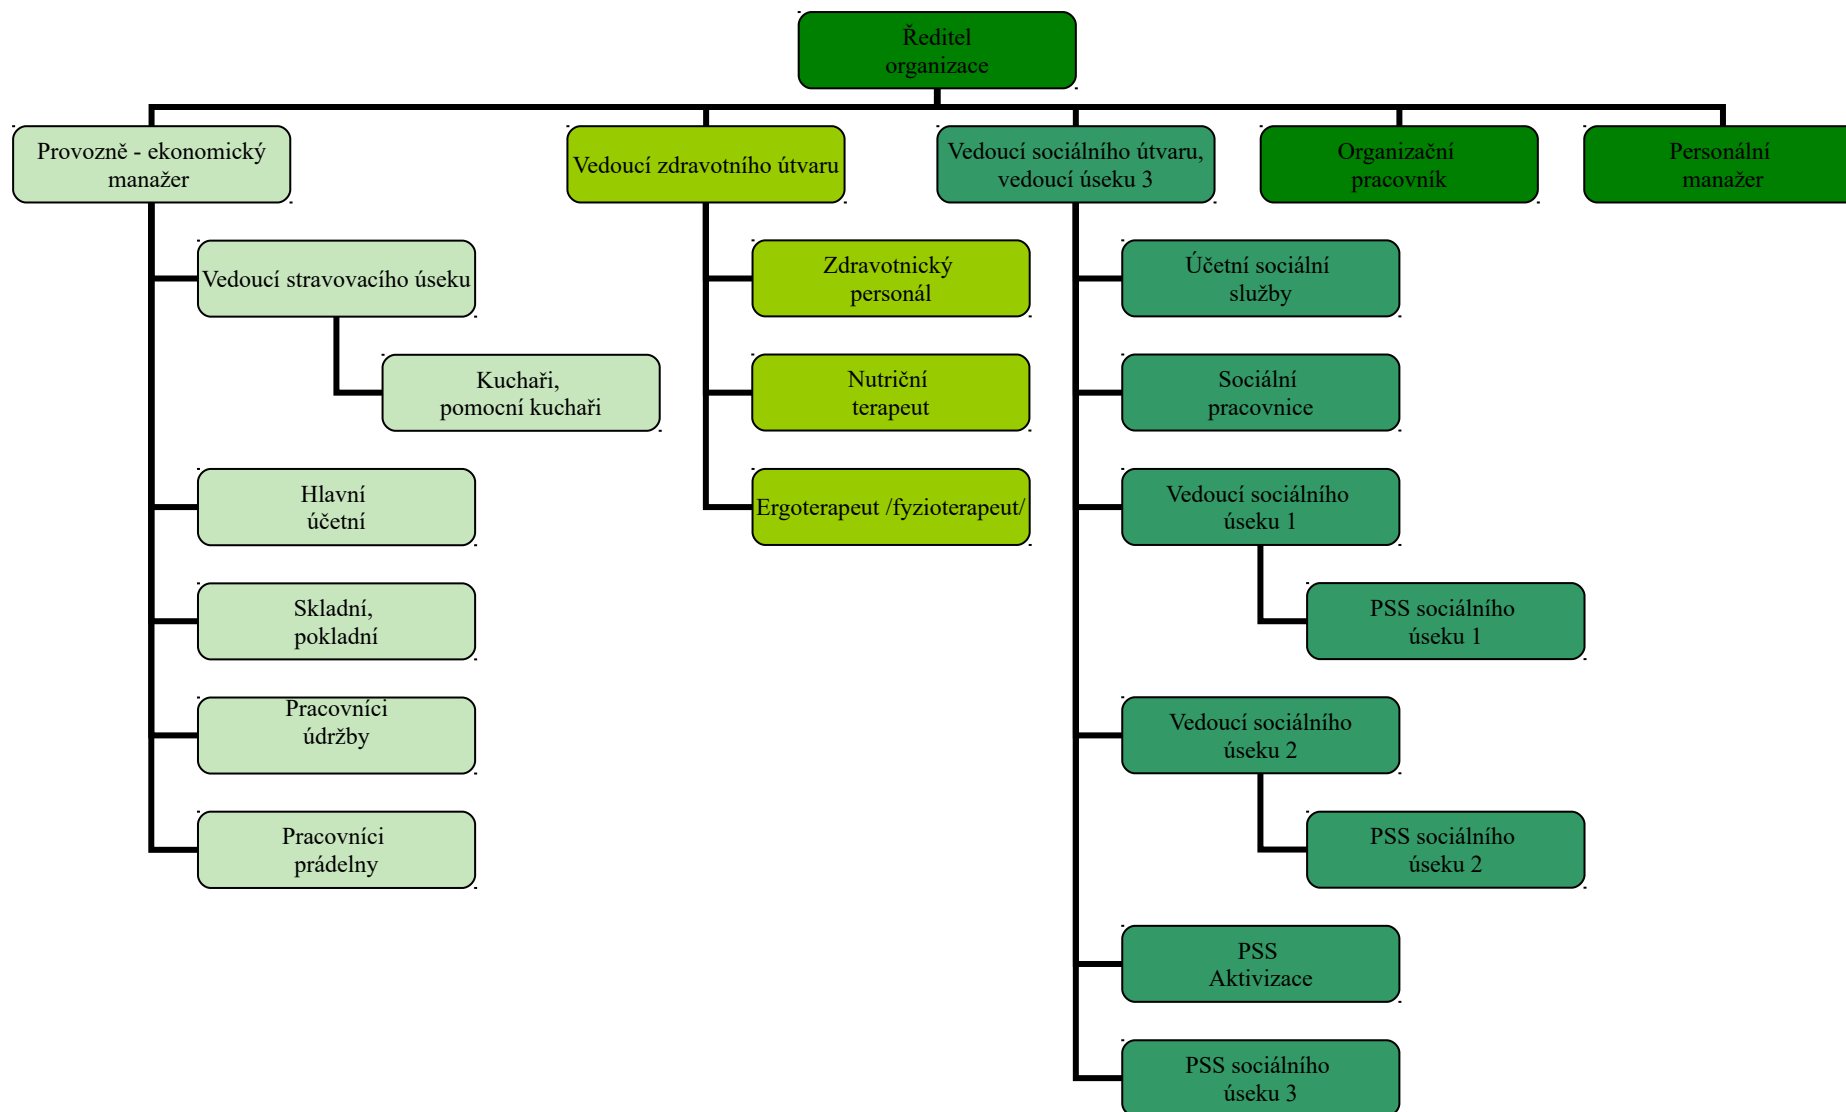 Ředitel
organizace
Provozně - ekonomický
manažer
Vedoucí zdravotního útvaru
Vedoucí sociálního útvaru,
vedoucí úseku 3
Organizační
pracovník
Personální
manažer
Vedoucí stravovacího úseku
Kuchaři,
pomocní kuchaři
Hlavní
účetní
Skladní,
pokladní
Pracovníci
údržby
Pracovníci
prádelny
Zdravotnický
personál
Nutriční
terapeut
Ergoterapeut /fyzioterapeut/
Účetní sociální
služby
Sociální
pracovnice
Vedoucí sociálního
úseku 1
PSS sociálního
úseku 1
Vedoucí sociálního
úseku 2
PSS sociálního
úseku 2
PSS
Aktivizace
PSS sociálního
úseku 3